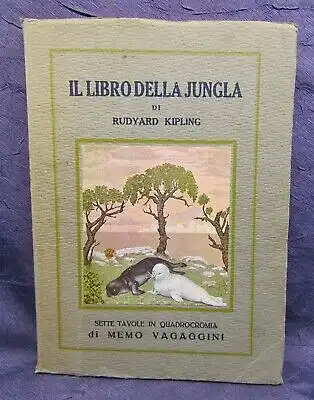 IL LIBRO DELLA JUNGLA
DI
RUDYARD KIPLING
SETTE TAVOLE IN QUADROCROMIA
di MEMO VAGAGGINI